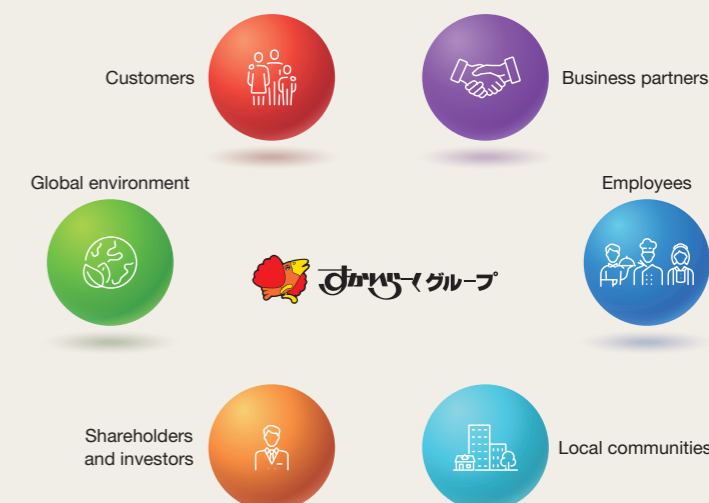 Customers
Business partners
Global environment
Employees
すかいらーくグループ
Shareholders
and investors
Local communities